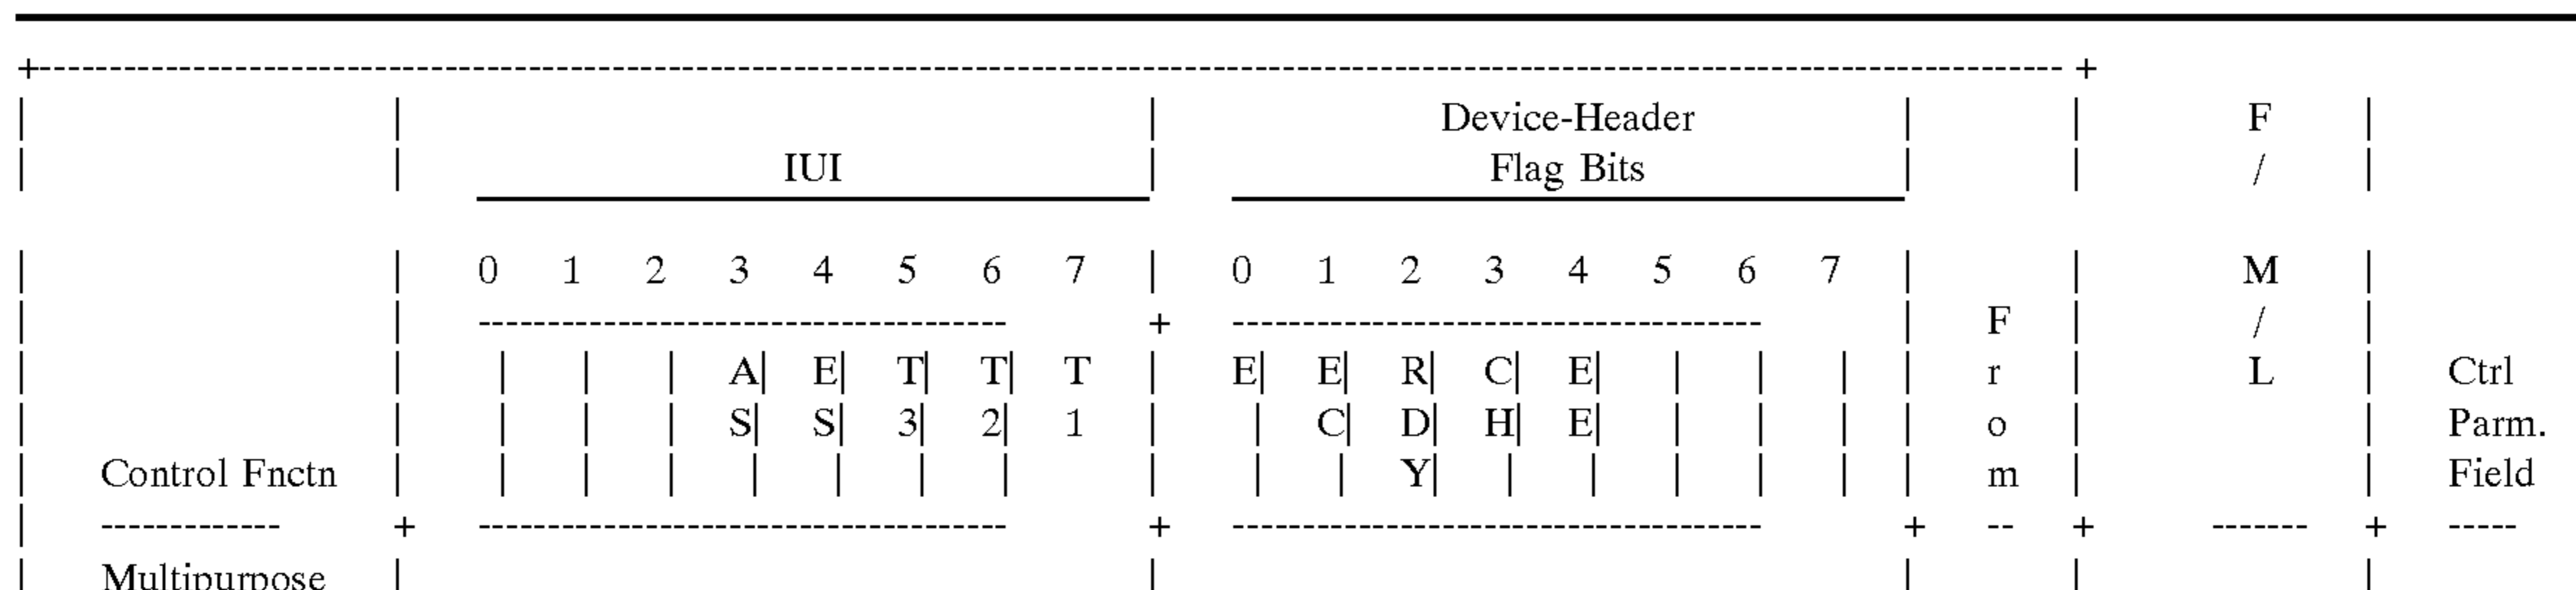 +-------------------------------------------------------------------------------------------------------------------------------------------------- +
| | | Device-Header | | F |
| | IUI | Flag Bits | | / |
| | 0 1 2 3 4 5 6 7 | 0 1 2 3 4 5 6 7 | | M |
| | -------------------------------------- + -------------------------------------- | F | / |
| | | | | A| E| T| T| T | E| E| R| C| E| | | | | r | L | Ctrl
| | | | | S| S| 3| 2| 1 | | C| D| H| E| | | | | o | | Parm.
| Control Fnctn | | | | | | | | | | | Y| | | | | | | m | | Field
| ------------- + -------------------------------------- + -------------------------------------- + -- + ------- + -----
| Multipurpose | | | | |